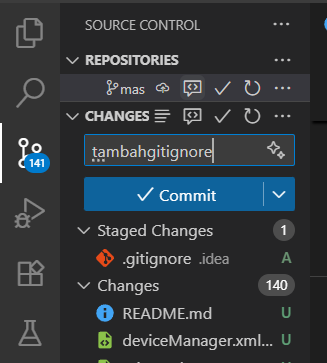 SOURCE CONTROL
REPOSITORIES
mas
CHANGES
tambahgitignore
Commit
141
Staged Changes 1
.gitignore .idea A
Changes 140
README.md U
deviceManager.xml... U